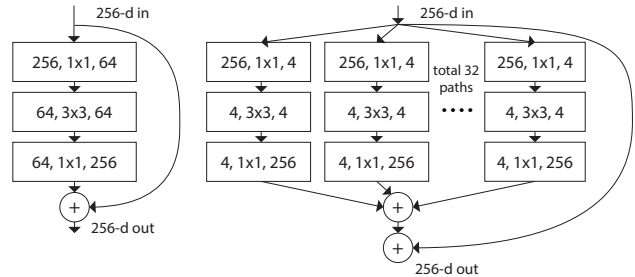 256-d in
256, 1x1, 64
64, 3x3, 64
64, 1x1, 256
+
256-d out
256-d in
256, 1x1, 4
256, 1x1, 4
total 32
paths
256, 1x1, 4
4, 3x3, 4
4, 3x3, 4
....
4, 3x3, 4
4, 1x1, 256
4, 1x1, 256
4, 1x1, 256
+
+
256-d out